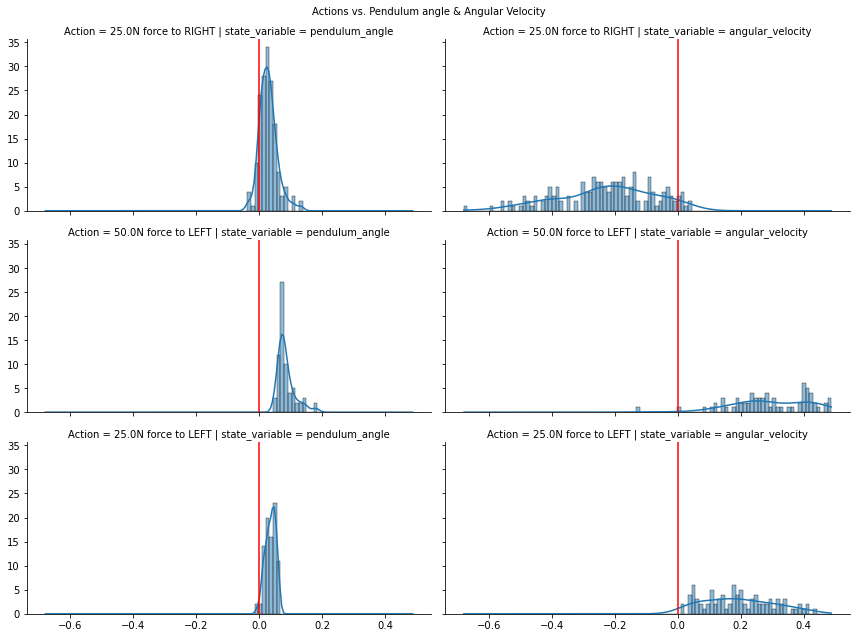 Actions vs. Pendulum angle & Angular Velocity
Action = 25.0N force to RIGHT | state_variable = pendulum_angle
Action = 25.0N force to RIGHT | state_variable = angular_velocity
35
30
25
20
15
10
5
0
Action = 50.0N force to LEFT | state_variable = pendulum_angle
Action = 50.0N force to LEFT | state_variable = angular_velocity
35
30
25
20
15
10
5
0
Action = 25.0N force to LEFT | state_variable = pendulum_angle
Action = 25.0N force to LEFT | state_variable = angular_velocity
35
30
25
20
15
10
5
0
−0.6 −0.4 −0.2 0.0 0.2 0.4
−0.6 −0.4 −0.2 0.0 0.2 0.4